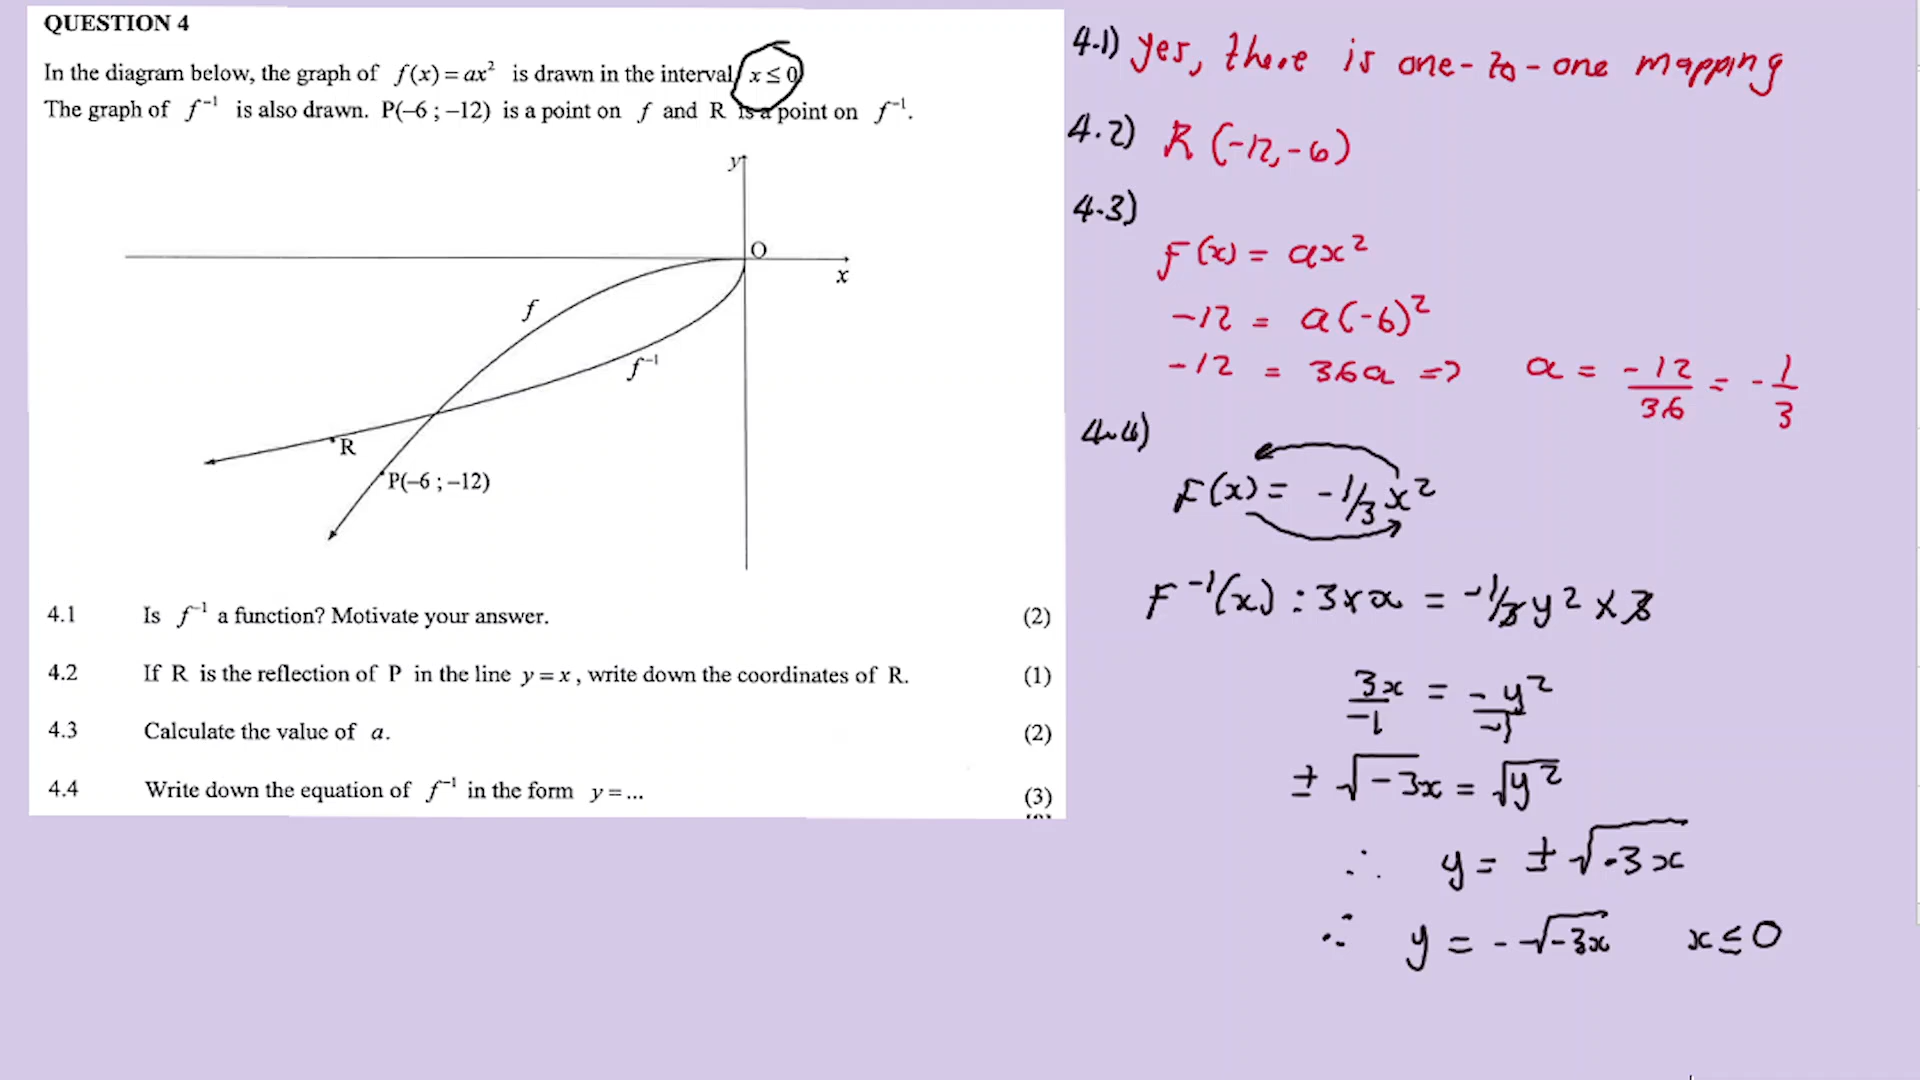 QUESTION 4
In the diagram below, the graph of f(x) = ax² is drawn in the interval x ≤ 0
The graph of f⁻¹ is also drawn. P(–6 ; –12) is a point on f and R is a point on f⁻¹.
y
O
x
f
f⁻¹
R
P(–6 ; –12)
4.1 Is f⁻¹ a function? Motivate your answer. (2)
4.2 If R is the reflection of P in the line y = x, write down the coordinates of R. (1)
4.3 Calculate the value of a. (2)
4.4 Write down the equation of f⁻¹ in the form y = ... (3)
4.1) Yes, there is one-to-one mapping
4.2) R (-12, -6)
4.3)
F(x) = ax²
-12 = a(-6)²
-12 = 36a => a = -12/36 = -1/3
4.4)
F(x) = -1/3 x²
F⁻¹(x) : 3 × x = -1/3 y² × 3
3x/-1 = -y²/-1
± √-3x = √y²
∴ y = ± √-3x
∴ y = - √-3x x ≤ 0